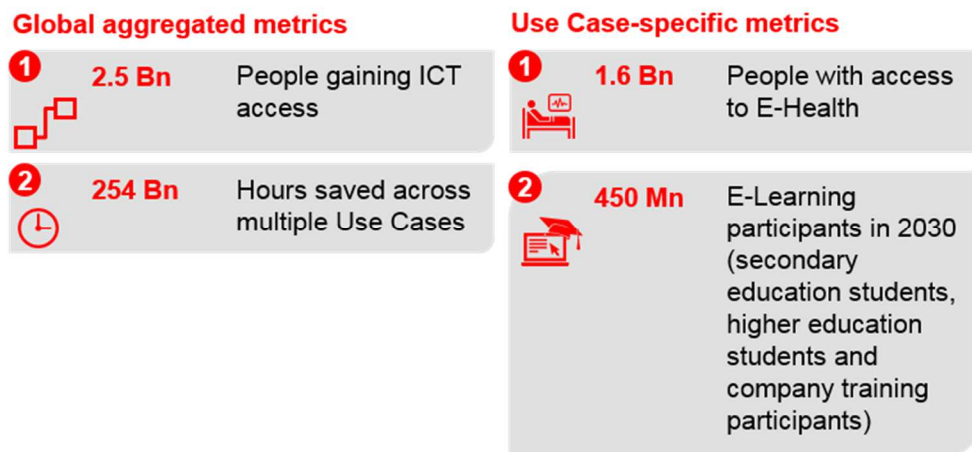 Global aggregated metrics
1
2.5 Bn
People gaining ICT
access
2
254 Bn
Hours saved across
multiple Use Cases
Use Case-specific metrics
1
1.6 Bn
People with access
to E-Health
2
450 Mn
E-Learning
participants in 2030
(secondary
education students,
higher education
students and
company training
participants)